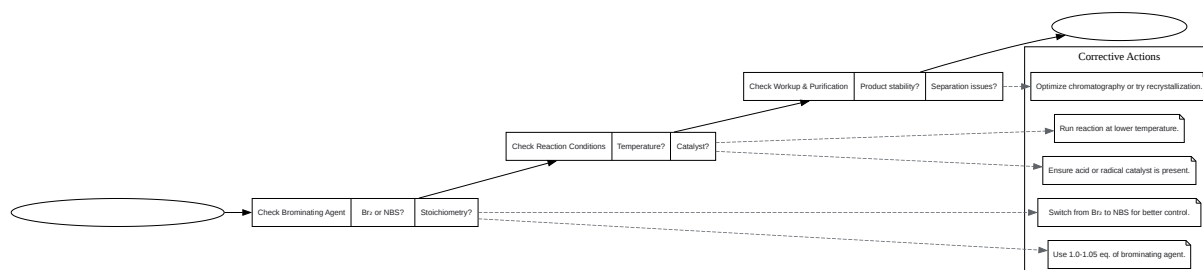 Corrective Actions
Check Workup & Purification
Product stability?
Separation issues?
Optimize chromatography or try recrystallization.
Check Reaction Conditions
Temperature?
Catalyst?
Run reaction at lower temperature.
Ensure acid or radical catalyst is present.
Check Brominating Agent
Br₂ or NBS?
Stoichiometry?
Switch from Br₂ to NBS for better control.
Use 1.0-1.05 eq. of brominating agent.